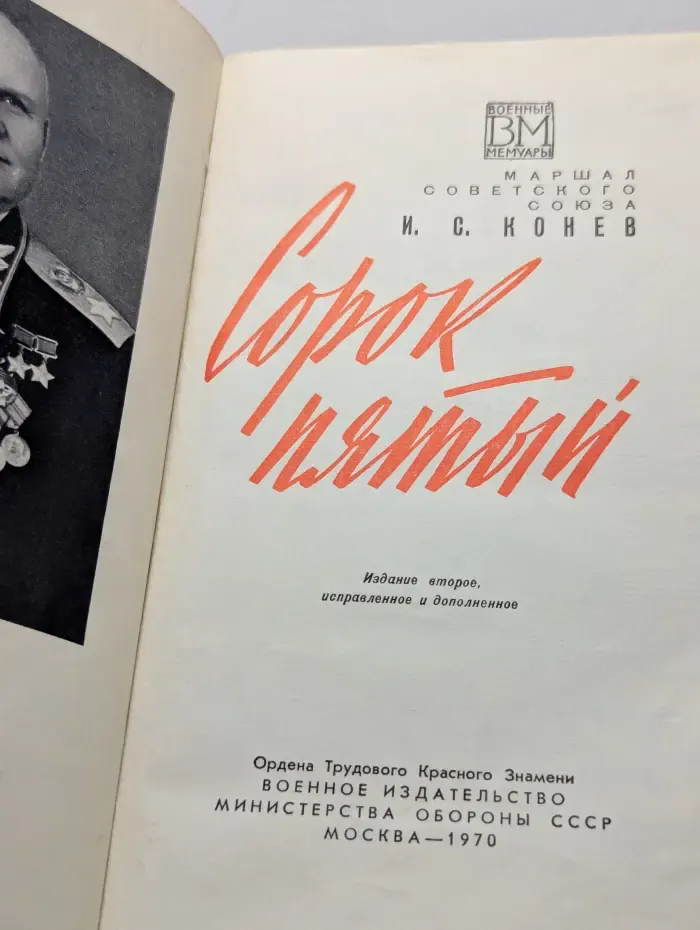 ВОЕННЫЕ
ВМ
МЕМУАРЫ
МАРШАЛ
СОВЕТСКОГО
СОЮЗА
И. С. КОНЕВ
Сорок
пятый
Издание второе,
исправленное и дополненное
Ордена Трудового Красного Знамени
ВОЕННОЕ ИЗДАТЕЛЬСТВО
МИНИСТЕРСТВА ОБОРОНЫ СССР
МОСКВА—1970